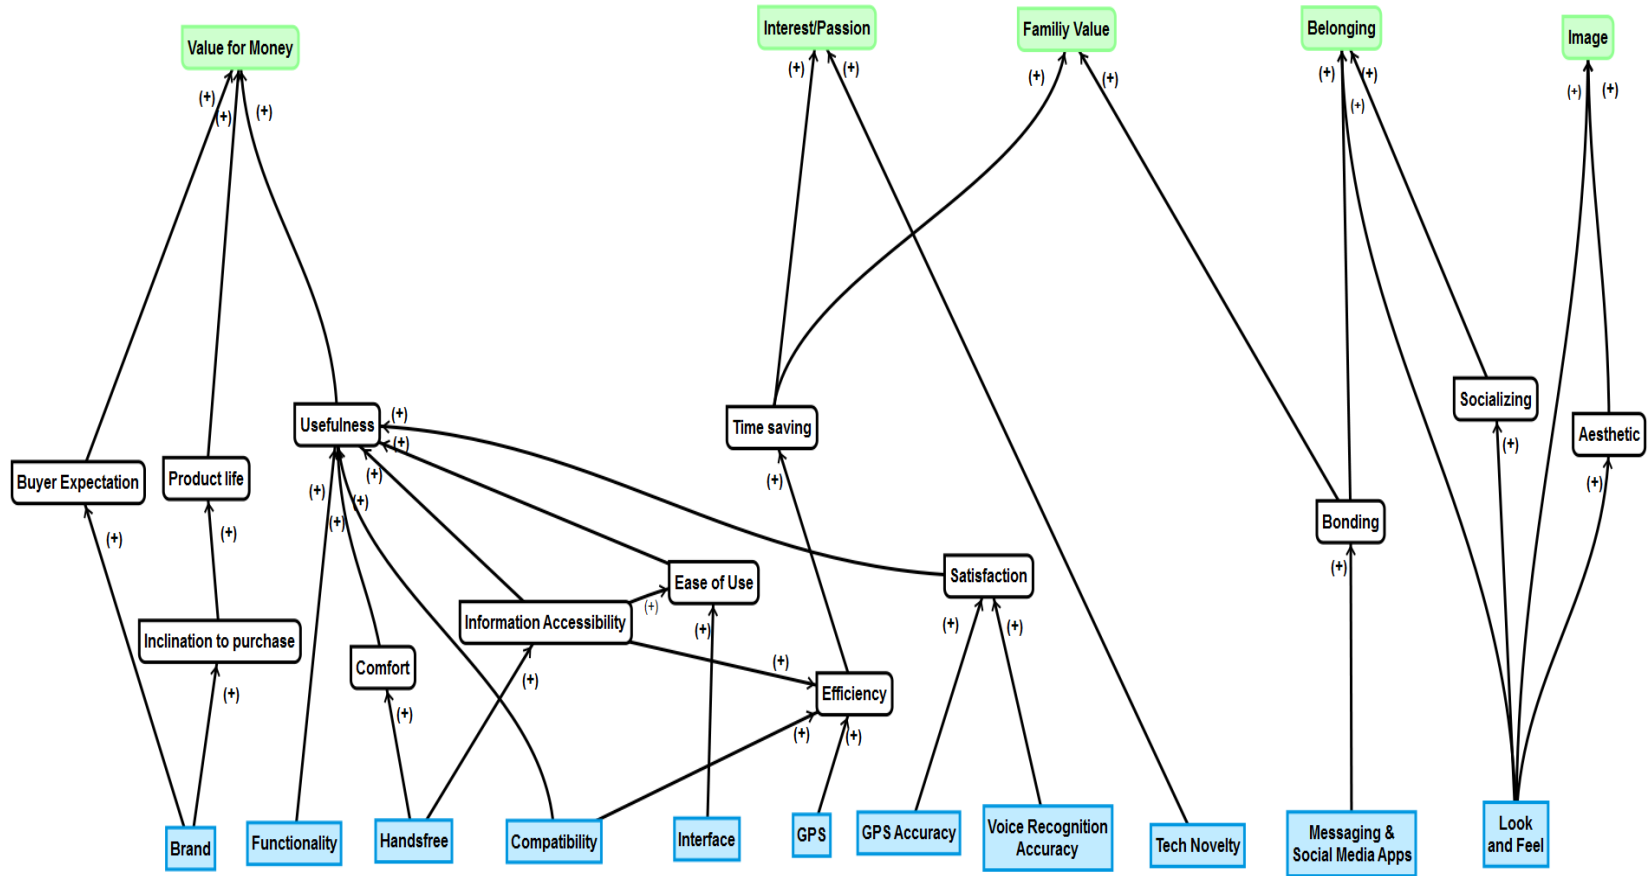 Value for Money
Interest/Passion
Familiy Value
Belonging
Image
(+)
(+)
(+)
(+)
(+)
(+)
(+)
(+)
(+)
(+)
(+)
(+)
Usefulness
(+)
(+)
(+)
(+)
(+)
(+)
Time saving
(+)
Socializing
(+)
Aesthetic
(+)
Buyer Expectation
(+)
Product life
(+)
Bonding
(+)
Ease of Use
(+)
(+)
Satisfaction
(+)
(+)
Information Accessibility
(+)
(+)
Inclination to purchase
(+)
Comfort
(+)
Efficiency
(+)
(+)
Brand
Functionality
Handsfree
Compatibility
Interface
GPS
GPS Accuracy
Voice Recognition
Accuracy
Tech Novelty
Messaging &
Social Media Apps
Look
and Feel